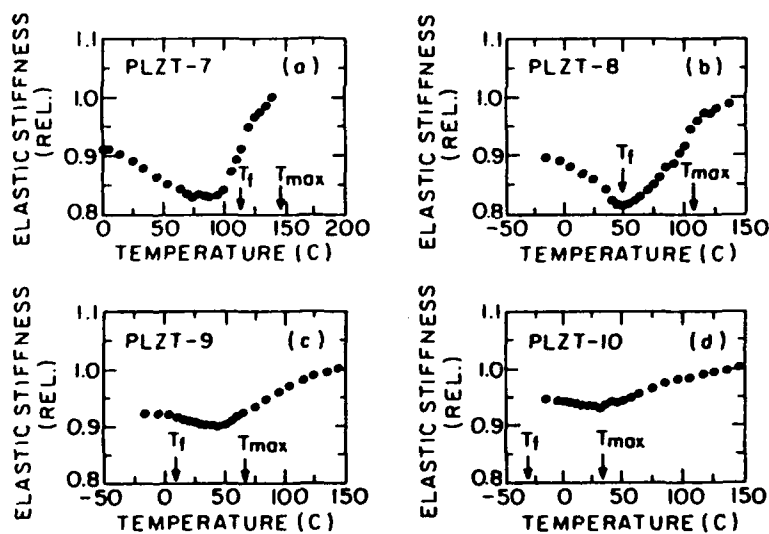 ELASTIC STIFFNESS
(REL.)
1.1
1.0
0.9
0.8
PLZT-7
(a)
Tf
Tmax
0
50
100
150
200
TEMPERATURE (C)
ELASTIC STIFFNESS
(REL.)
1.1
1.0
0.9
0.8
PLZT-8
(b)
Tf
Tmax
-50
0
50
100
150
TEMPERATURE (C)
ELASTIC STIFFNESS
(REL.)
1.1
1.0
0.9
0.8
PLZT-9
(c)
Tf
Tmax
-50
0
50
100
150
TEMPERATURE (C)
ELASTIC STIFFNESS
(REL.)
1.1
1.0
0.9
0.8
PLZT-10
(d)
Tf
Tmax
-50
0
50
100
150
TEMPERATURE (C)